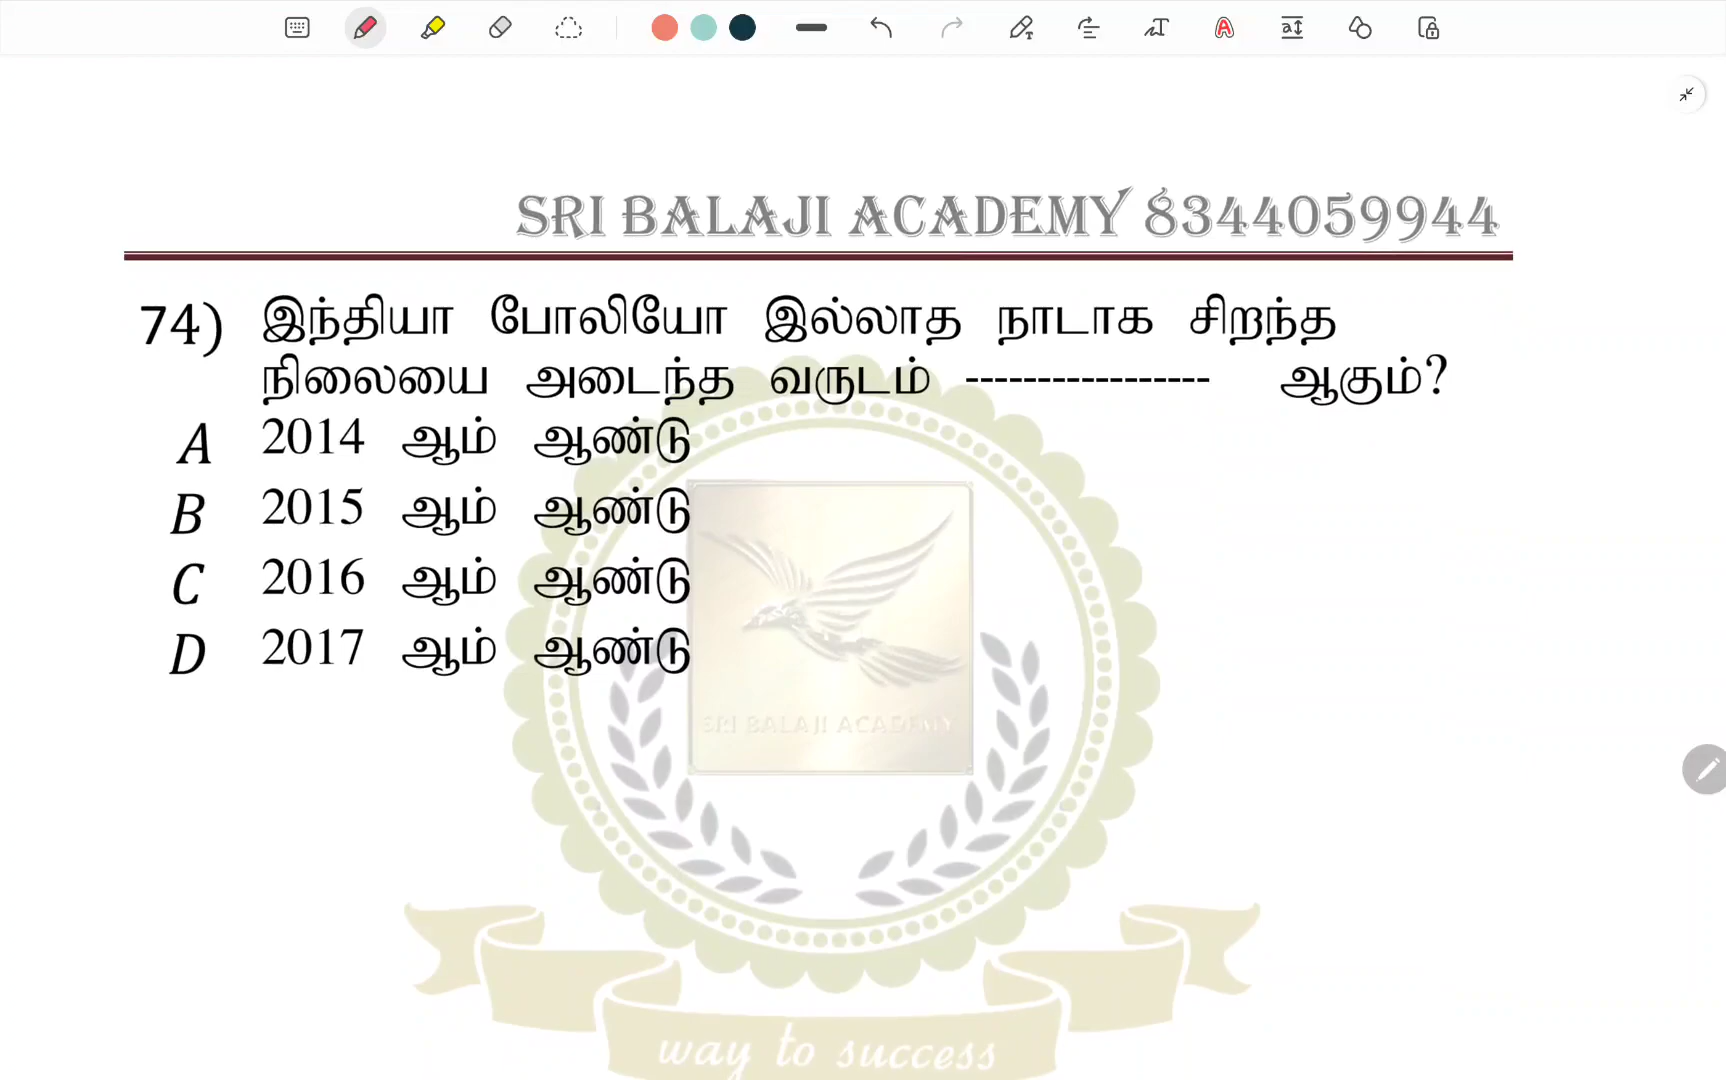 SRI BALAJI ACADEMY 8344059944
74) இந்தியா போலியோ இல்லாத நாடாக சிறந்த
நிலையை அடைந்த வருடம் ----------------- ஆகும்?
A 2014 ஆம் ஆண்டு
B 2015 ஆம் ஆண்டு
C 2016 ஆம் ஆண்டு
D 2017 ஆம் ஆண்டு
SRI BALAJI ACADEMY
way to success